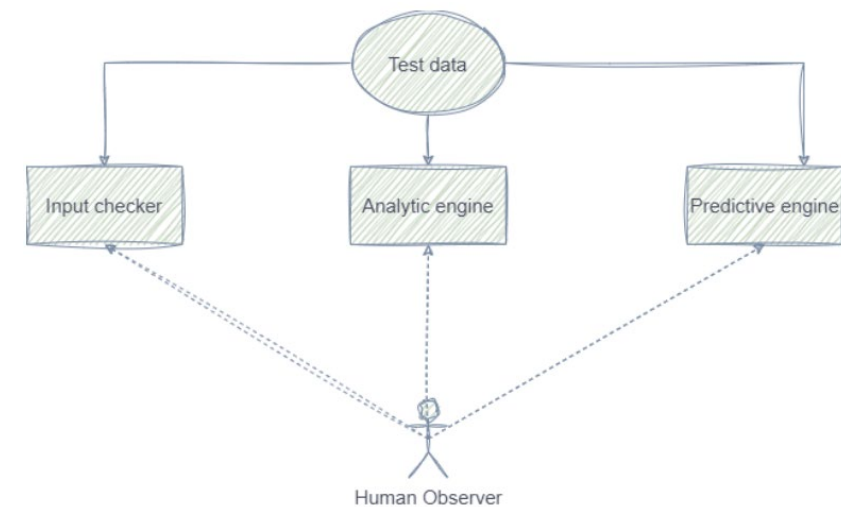 Test data
Input checker
Analytic engine
Predictive engine
Human Observer